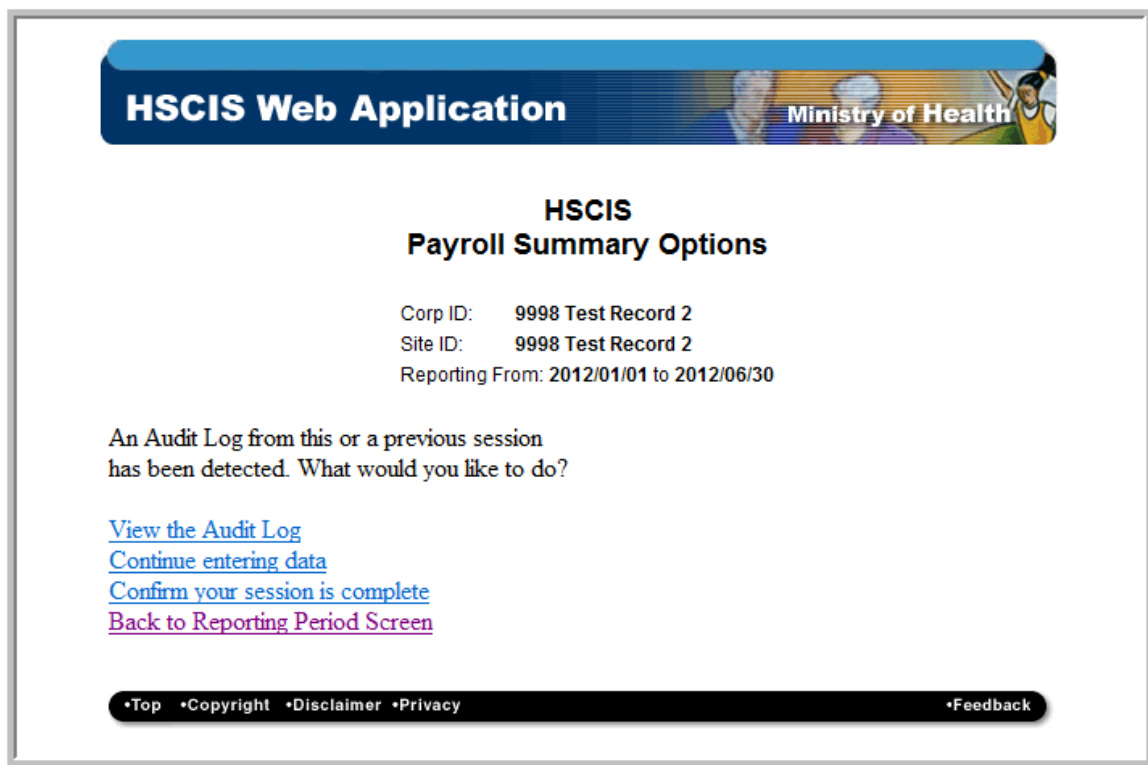 HSCIS Web Application
Ministry of Health
HSCIS
Payroll Summary Options
Corp ID: 9998 Test Record 2
Site ID: 9998 Test Record 2
Reporting From: 2012/01/01 to 2012/06/30
An Audit Log from this or a previous session
has been detected. What would you like to do?
View the Audit Log
Continue entering data
Confirm your session is complete
Back to Reporting Period Screen
•Top •Copyright •Disclaimer •Privacy •Feedback